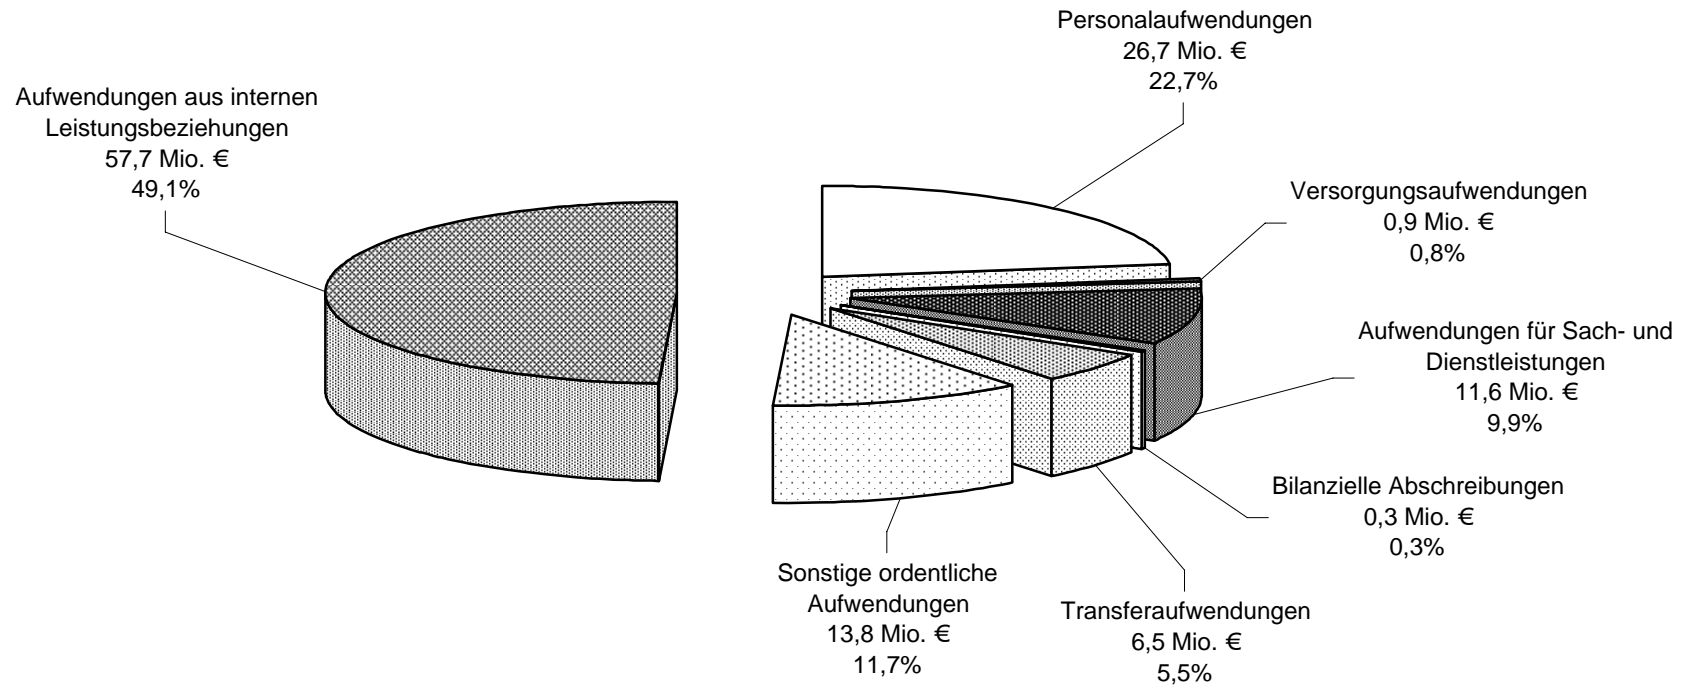 Personalaufwendungen
26,7 Mio. €
22,7%
Aufwendungen aus internen
Leistungsbeziehungen
57,7 Mio. €
49,1%
Versorgungsaufwendungen
0,9 Mio. €
0,8%
Aufwendungen für Sach- und
Dienstleistungen
11,6 Mio. €
9,9%
Bilanzielle Abschreibungen
0,3 Mio. €
0,3%
Sonstige ordentliche
Aufwendungen
13,8 Mio. €
11,7%
Transferaufwendungen
6,5 Mio. €
5,5%